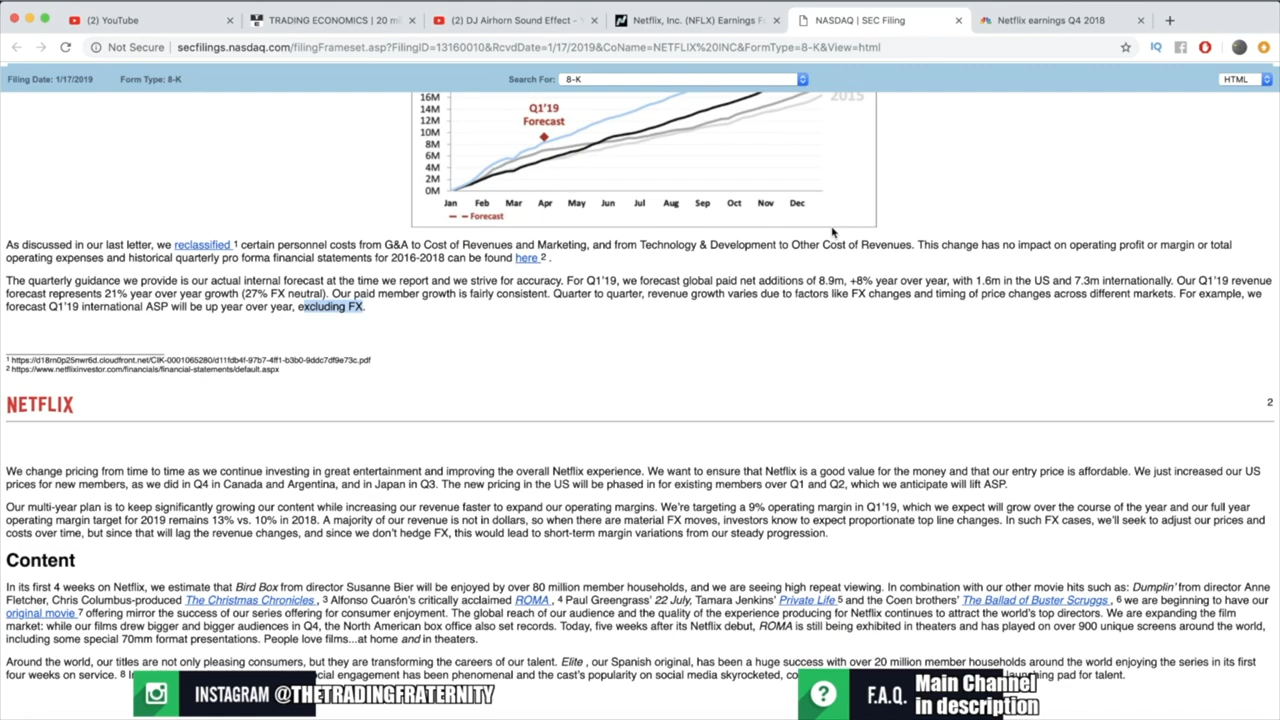 (2) YouTube
TRADING ECONOMICS | 20 mi
(2) DJ Airhorn Sound Effect -
Netflix, Inc. (NFLX) Earnings F
NASDAQ | SEC Filing
Netflix earnings Q4 2018
Not Secure
secfilings.nasdaq.com/filingFrameset.asp?FilingID=13160010&RcvdDate=1/17/2019&CoName=NETFLIX%20INC&FormType=8-K&View=html
Filing Date: 1/17/2019 Form Type: 8-K Search For: 8-K HTML
2015
16M
14M
12M
10M
8M
6M
4M
2M
0M
Q1'19
Forecast
Jan Feb Mar Apr May Jun Jul Aug Sep Oct Nov Dec
Forecast
As discussed in our last letter, we reclassified 1 certain personnel costs from G&A to Cost of Revenues and Marketing, and from Technology & Development to Other Cost of Revenues. This change has no impact on operating profit or margin or total
operating expenses and historical quarterly pro forma financial statements for 2016-2018 can be found here 2 .
The quarterly guidance we provide is our actual internal forecast at the time we report and we strive for accuracy. For Q1'19, we forecast global paid net additions of 8.9m, +8% year over year, with 1.6m in the US and 7.3m internationally. Our Q1'19 revenue
forecast represents 21% year over year growth (27% FX neutral). Our paid member growth is fairly consistent. Quarter to quarter, revenue growth varies due to factors like FX changes and timing of price changes across different markets. For example, we
forecast Q1'19 international ASP will be up year over year, excluding FX.
1 https://d18rn0p25nwr6d.cloudfront.net/CIK-0001065280/d11fdb4f-97b7-4ff1-b3b0-9ddc7df9e73c.pdf
2 https://www.netflixinvestor.com/financials/financial-statements/default.aspx
NETFLIX
2
We change pricing from time to time as we continue investing in great entertainment and improving the overall Netflix experience. We want to ensure that Netflix is a good value for the money and that our entry price is affordable. We just increased our US
prices for new members, as we did in Q4 in Canada and Argentina, and in Japan in Q3. The new pricing in the US will be phased in for existing members over Q1 and Q2, which we anticipate will lift ASP.
Our multi-year plan is to keep significantly growing our content while increasing our revenue faster to expand our operating margins. We're targeting a 9% operating margin in Q1'19, which we expect will grow over the course of the year and our full year
operating margin target for 2019 remains 13% vs. 10% in 2018. A majority of our revenue is not in dollars, so when there are material FX moves, investors know to expect proportionate top line changes. In such FX cases, we'll seek to adjust our prices and
costs over time, but since that will lag the revenue changes, and since we don't hedge FX, this would lead to short-term margin variations from our steady progression.
Content
In its first 4 weeks on Netflix, we estimate that Bird Box from director Susanne Bier will be enjoyed by over 80 million member households, and we are seeing high repeat viewing. In combination with our other movie hits such as: Dumplin' from director Anne
Fletcher, Chris Columbus-produced The Christmas Chronicles , 3 Alfonso Cuarón's critically acclaimed ROMA , 4 Paul Greengrass' 22 July, Tamara Jenkins' Private Life 5 and the Coen brothers' The Ballad of Buster Scruggs , 6 we are beginning to have our
original movie 7 offering mirror the success of our series offering for consumer enjoyment. The global reach of our audience and the quality of the experience producing for Netflix continues to attract the world's top directors. We are expanding the film
market: while our films drew bigger and bigger audiences in Q4, the North American box office also set records. Today, five weeks after its Netflix debut, ROMA is still being exhibited in theaters and has played on over 900 unique screens around the world,
including some special 70mm format presentations. People love films...at home and in theaters.
Around the world, our titles are not only pleasing consumers, but they are transforming the careers of our talent. Elite , our Spanish original, has been a huge success with over 20 million member households around the world enjoying the series in its first
four weeks on service. 8 engagement has been phenomenal and the cast's popularity on social media skyrocketed, pad for talent.
INSTAGRAM @THETRADINGFRATERNITY
F.A.Q. Main Channel
in description